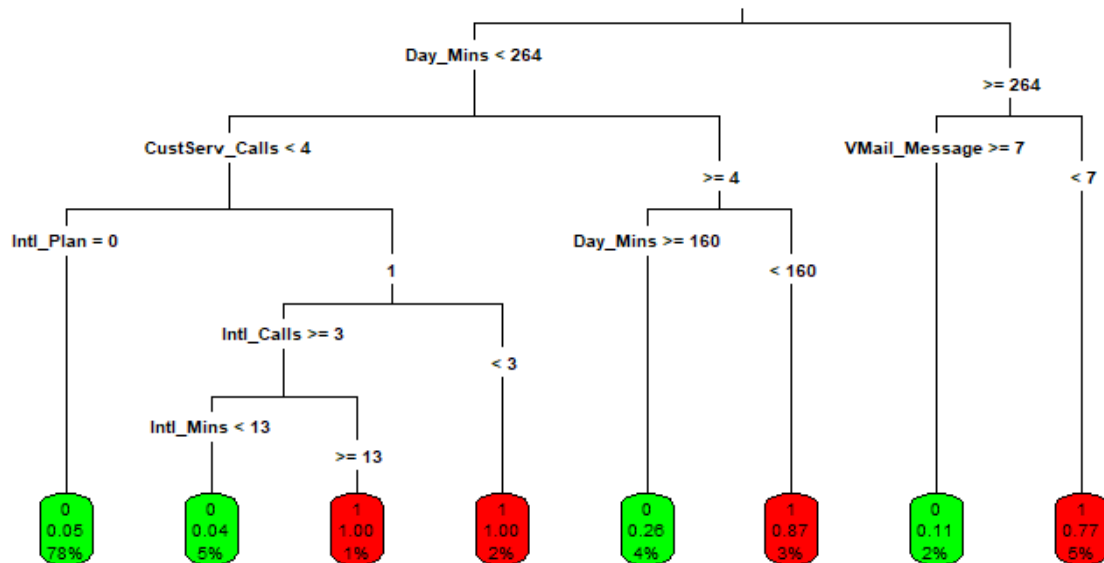 Day_Mins < 264
>= 264
CustServ_Calls < 4
VMail_Message >= 7
>= 4
< 7
Intl_Plan = 0
Day_Mins >= 160
1
< 160
Intl_Calls >= 3
< 3
Intl_Mins < 13
>= 13
0 0 1 1 0 1 0 1
0.05 0.04 1.00 1.00 0.26 0.87 0.11 0.77
78% 5% 1% 2% 4% 3% 2% 5%